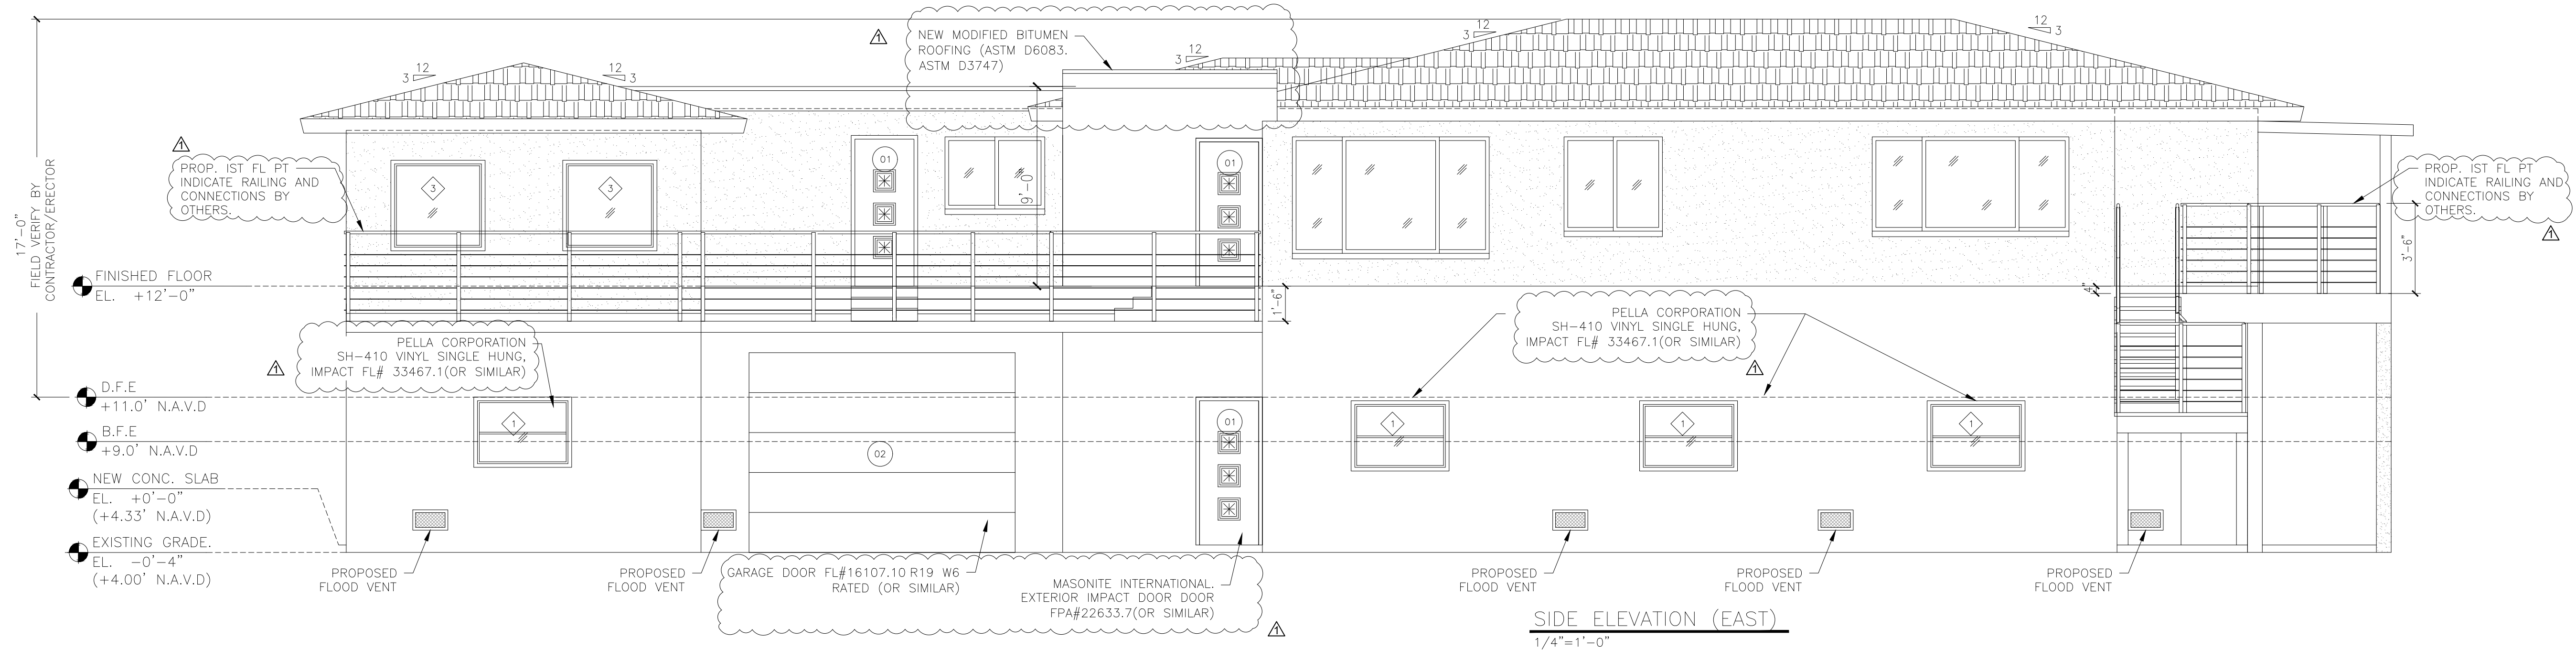 12
3
12
3
12
3
12
3
12
3
1
NEW MODIFIED BITUMEN
ROOFING (ASTM D6083.
ASTM D3747)
17'-0"
FIELD VERIFY BY
CONTRACTOR/ERECTOR
1
PROP. IST FL PT
INDICATE RAILING AND
CONNECTIONS BY
OTHERS.
3
3
01
9'-0"
01
PROP. IST FL PT
INDICATE RAILING AND
CONNECTIONS BY
OTHERS.
1
3'-6"
4"
1'-6"
FINISHED FLOOR
EL. +12'-0"
PELLA CORPORATION
SH-410 VINYL SINGLE HUNG,
IMPACT FL# 33467.1(OR SIMILAR)
1
PELLA CORPORATION
SH-410 VINYL SINGLE HUNG,
IMPACT FL# 33467.1(OR SIMILAR)
1
D.F.E
+11.0' N.A.V.D
B.F.E
+9.0' N.A.V.D
1
02
01
1
1
1
NEW CONC. SLAB
EL. +0'-0"
(+4.33' N.A.V.D)
EXISTING GRADE.
EL. -0'-4"
(+4.00' N.A.V.D)
PROPOSED
FLOOD VENT
PROPOSED
FLOOD VENT
GARAGE DOOR FL#16107.10 R19 W6
RATED (OR SIMILAR)
MASONITE INTERNATIONAL.
EXTERIOR IMPACT DOOR DOOR
FPA#22633.7(OR SIMILAR)
1
PROPOSED
FLOOD VENT
PROPOSED
FLOOD VENT
PROPOSED
FLOOD VENT
SIDE ELEVATION (EAST)
1/4"=1'-0"